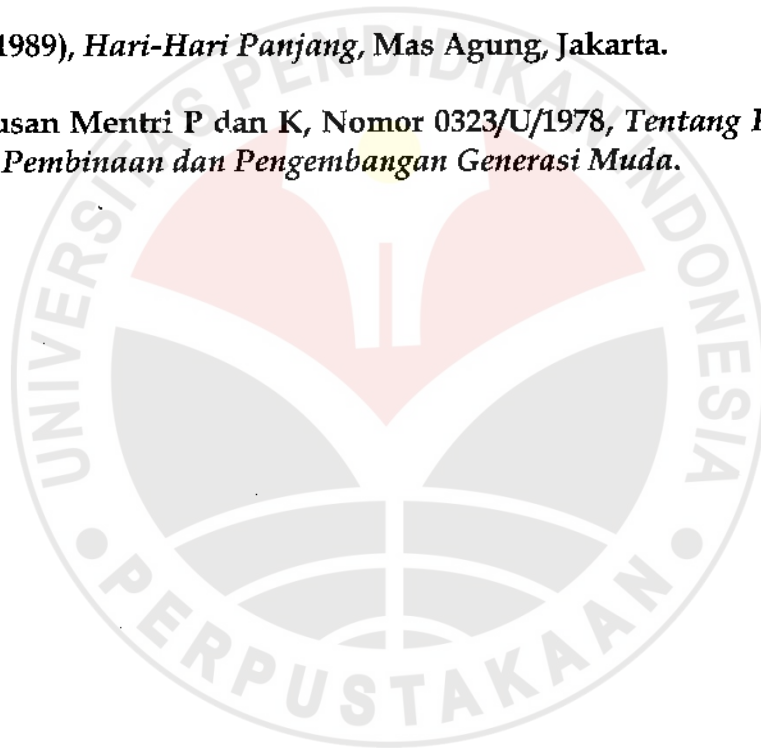 1989), Hari-Hari Panjang, Mas Agung, Jakarta.
usan Mentri P dan K, Nomor 0323/U/1978, Tentang
Pembinaan dan Pengembangan Generasi Muda.
UNIVERSITAS PENDIDIKAN INDONESIA
PERPUSTAKAAN